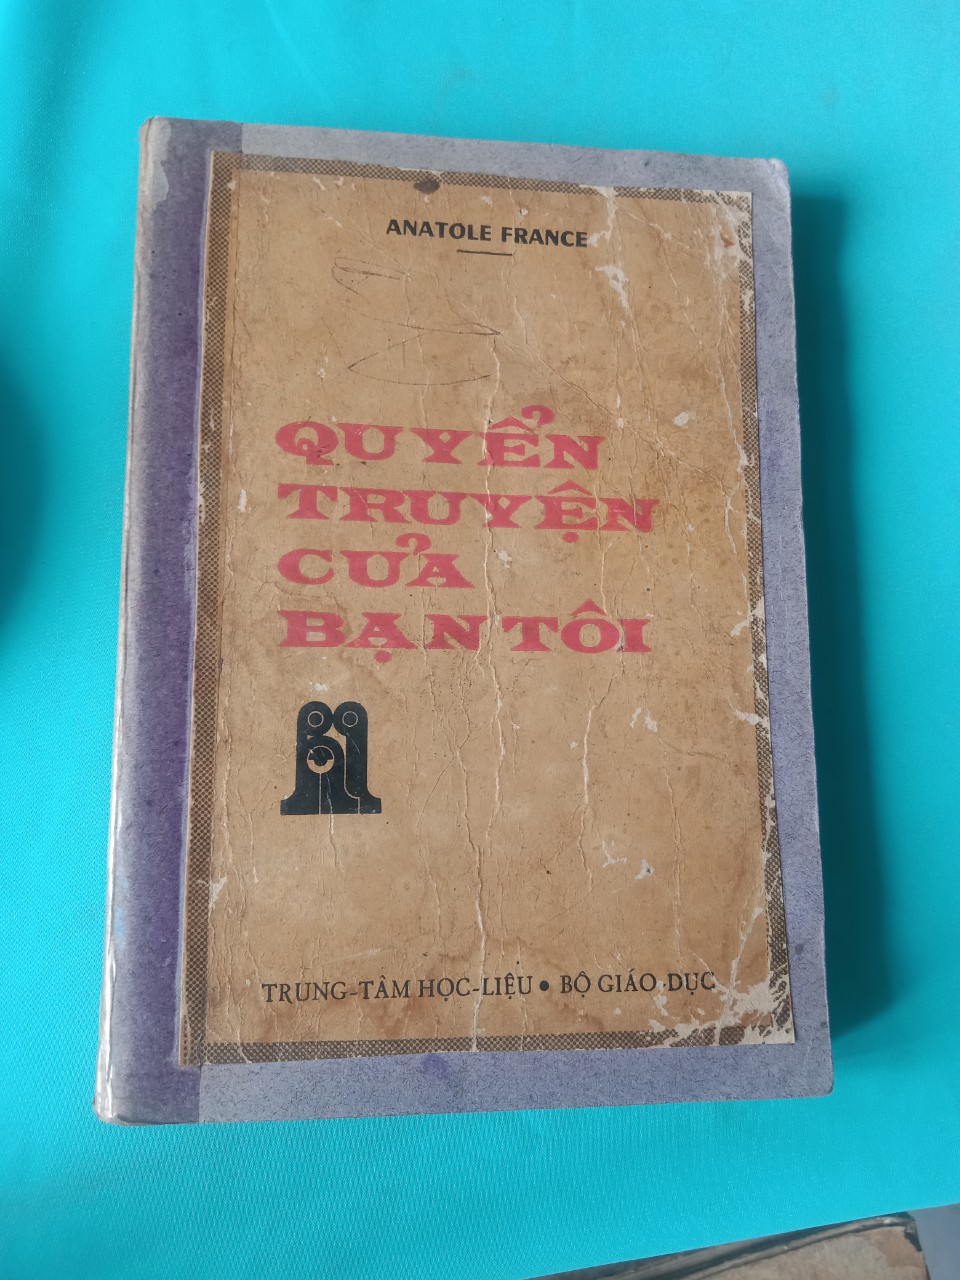 ANATOLE FRANCE
QUYỂN
TRUYỆN
CỦA
BẠN TÔI
TRUNG-TÂM HỌC-LIỆU • BỘ GIÁO-DỤC